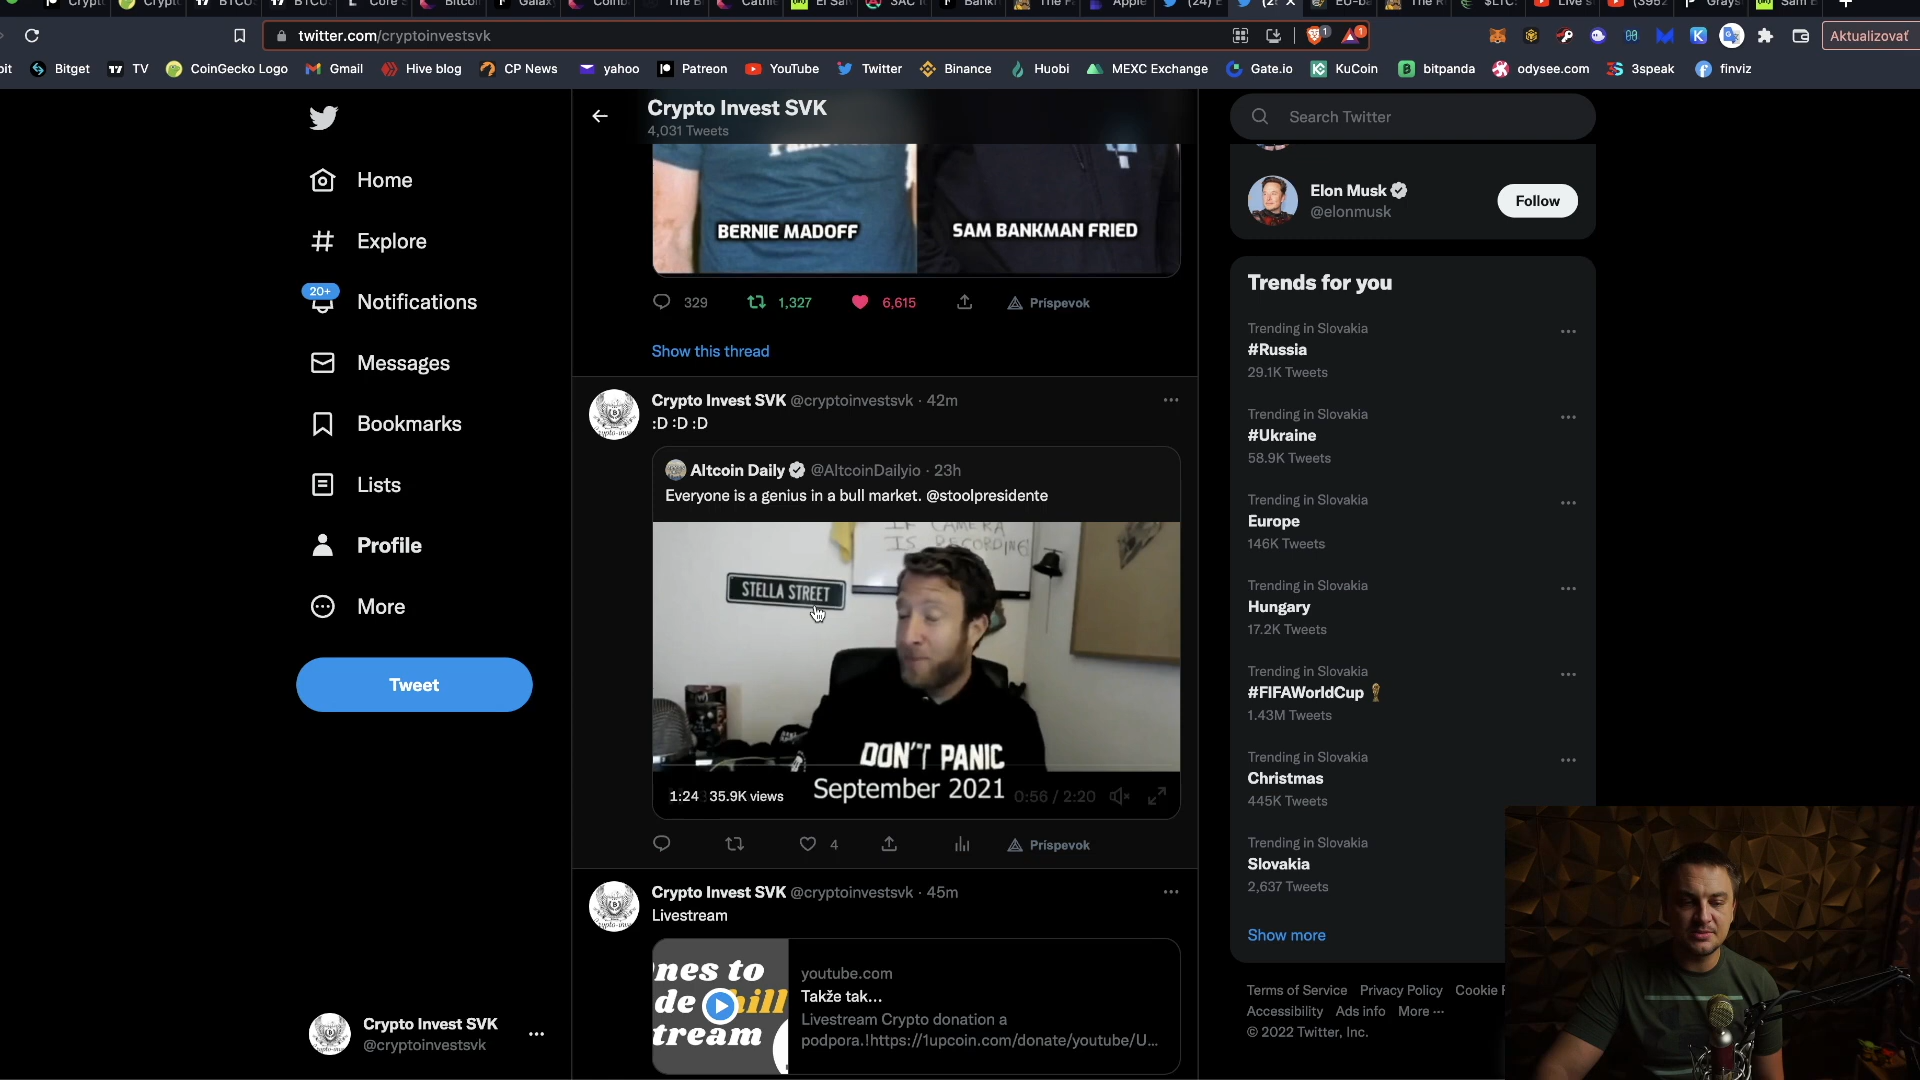 twitter.com/cryptoinvestsvk
Aktualizovať
Bitget TV CoinGecko Logo Gmail Hive blog CP News yahoo Patreon YouTube Twitter Binance Huobi MEXC Exchange Gate.io KuCoin bitpanda odysee.com 3speak finviz
Crypto Invest SVK
4,031 Tweets
Search Twitter
Home
Explore
20+
Notifications
Messages
Bookmarks
Lists
Profile
More
Tweet
Crypto Invest SVK
@cryptoinvestsvk
BERNIE MADOFF
SAM BANKMAN FRIED
329 1,327 6,615 Príspevok
Show this thread
Crypto Invest SVK @cryptoinvestsvk · 42m
:D :D :D
Altcoin Daily @AltcoinDailyio · 23h
Everyone is a genius in a bull market. @stoolpresidente
IF CAMERA
IS RECORDING!
STELLA STREET
DON'T PANIC
September 2021
1:24 35.9K views
0:56 / 2:20
4 Príspevok
Crypto Invest SVK @cryptoinvestsvk · 45m
Livestream
nes to
de hill
tream
youtube.com
Takže tak...
Livestream Crypto donation a
podpora.!https://1upcoin.com/donate/youtube/U...
Elon Musk
@elonmusk
Follow
Trends for you
Trending in Slovakia
#Russia
29.1K Tweets
Trending in Slovakia
#Ukraine
58.9K Tweets
Trending in Slovakia
Europe
146K Tweets
Trending in Slovakia
Hungary
17.2K Tweets
Trending in Slovakia
#FIFAWorldCup
1.43M Tweets
Trending in Slovakia
Christmas
445K Tweets
Trending in Slovakia
Slovakia
2,637 Tweets
Show more
Terms of Service Privacy Policy Cookie
Accessibility Ads info More ···
© 2022 Twitter, Inc.